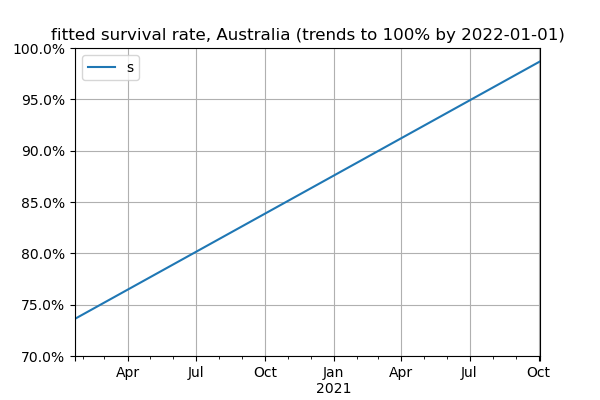 fitted survival rate, Australia (trends to 100% by 2022-01-01)
100.0%
95.0%
90.0%
85.0%
80.0%
75.0%
70.0%
s
Apr Jul Oct Jan Apr Jul Oct
2021